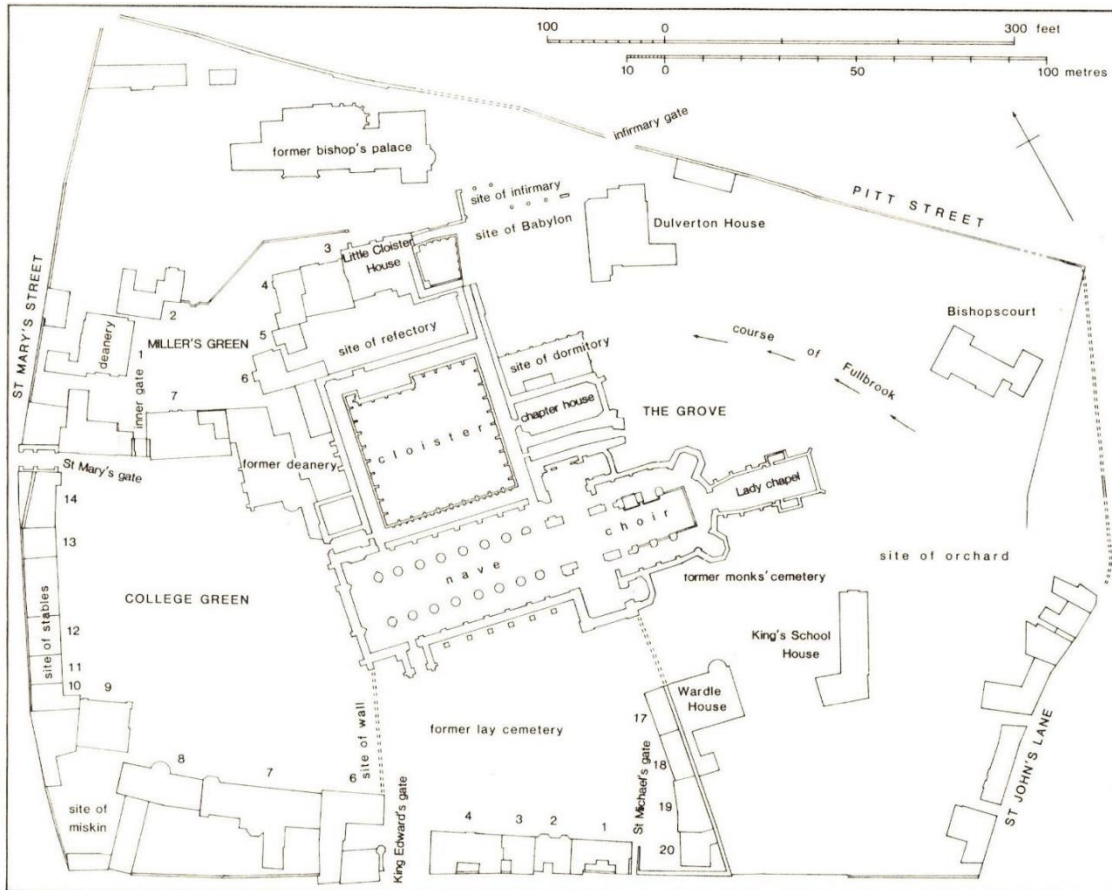 100 0 300 feet
10 0 50 100 metres
infirmary gate
former bishop's palace
PITT STREET
site of infirmary
site of Babylon
Dulverton House
ST MARY'S STREET
3
Little Cloister
House
4
2
deanery
MILLER'S GREEN
1
inner gate
5
6
7
site of refectory
site of dormitory
course of
Fullbrook
Bishopscourt
chapter house
THE GROVE
cloister
former deanery
St Mary's gate
14
Lady chapel
choir
13
nave
site of orchard
former monks' cemetery
COLLEGE GREEN
site of stables
12
11
10
9
King's School
House
Wardle
House
17
former lay cemetery
site of wall
8
7
6
St Michael's gate
18
19
20
site of
miskin
King Edward's gate
4
3
2
1
ST JOHN'S LANE